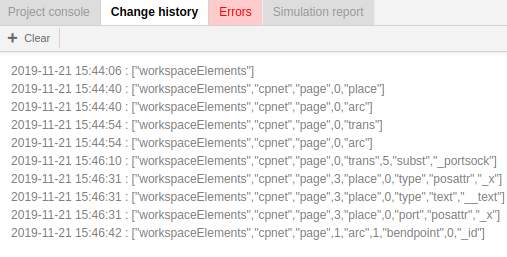 Project console Change history Errors Simulation report
+ Clear
2019-11-21 15:44:06 : ["workspaceElements"]
2019-11-21 15:44:40 : ["workspaceElements","cpnet","page",0,"place"]
2019-11-21 15:44:40 : ["workspaceElements","cpnet","page",0,"arc"]
2019-11-21 15:44:54 : ["workspaceElements","cpnet","page",0,"trans"]
2019-11-21 15:44:54 : ["workspaceElements","cpnet","page",0,"arc"]
2019-11-21 15:46:10 : ["workspaceElements","cpnet","page",0,"trans",5,"subst","_portsock"]
2019-11-21 15:46:31 : ["workspaceElements","cpnet","page",3,"place",0,"type","posattr","_x"]
2019-11-21 15:46:31 : ["workspaceElements","cpnet","page",3,"place",0,"type","text","__text"]
2019-11-21 15:46:31 : ["workspaceElements","cpnet","page",3,"place",0,"port","posattr","_x"]
2019-11-21 15:46:42 : ["workspaceElements","cpnet","page",1,"arc",1,"bendpoint",0,"_id"]